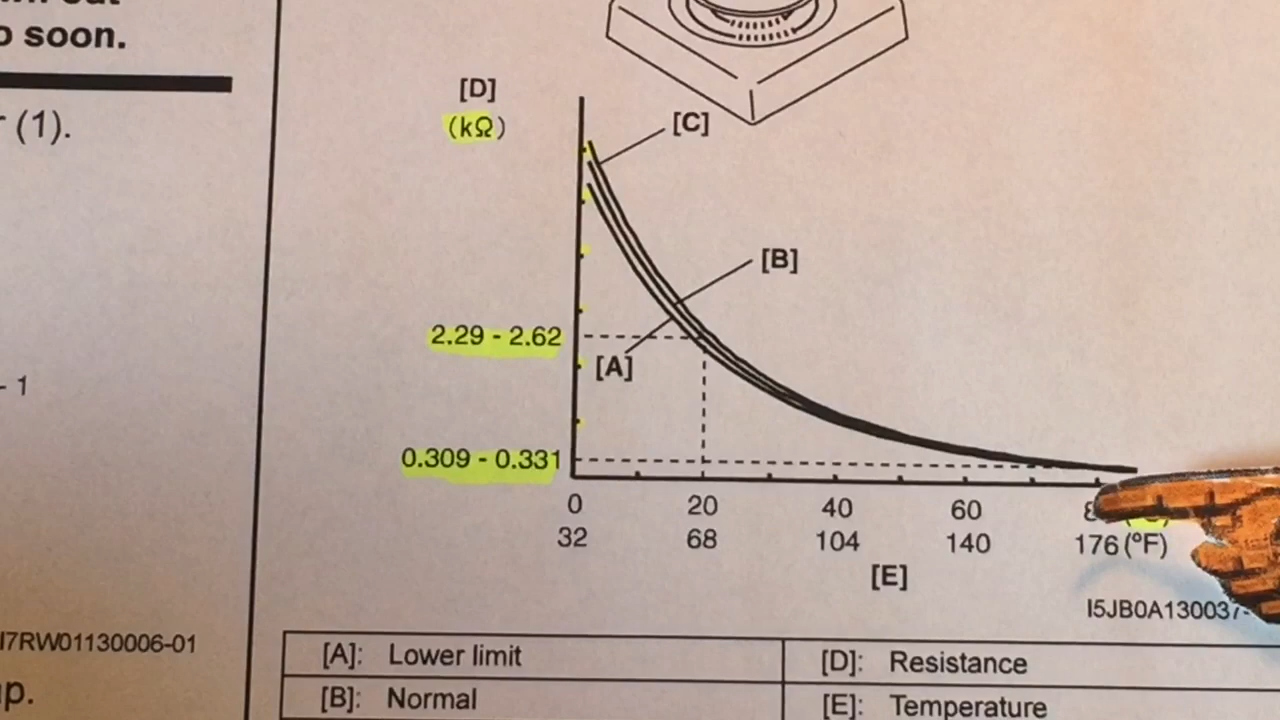 o soon.
(1).
- 1
I7RW01130006-01
p.
[D]
(kΩ)
[C]
[B]
2.29 - 2.62
[A]
0.309 - 0.331
0 20 40 60
32 68 104 140 176 (°F)
[E]
I5JB0A130037-
[A]: Lower limit [D]: Resistance
[B]: Normal [E]: Temperature